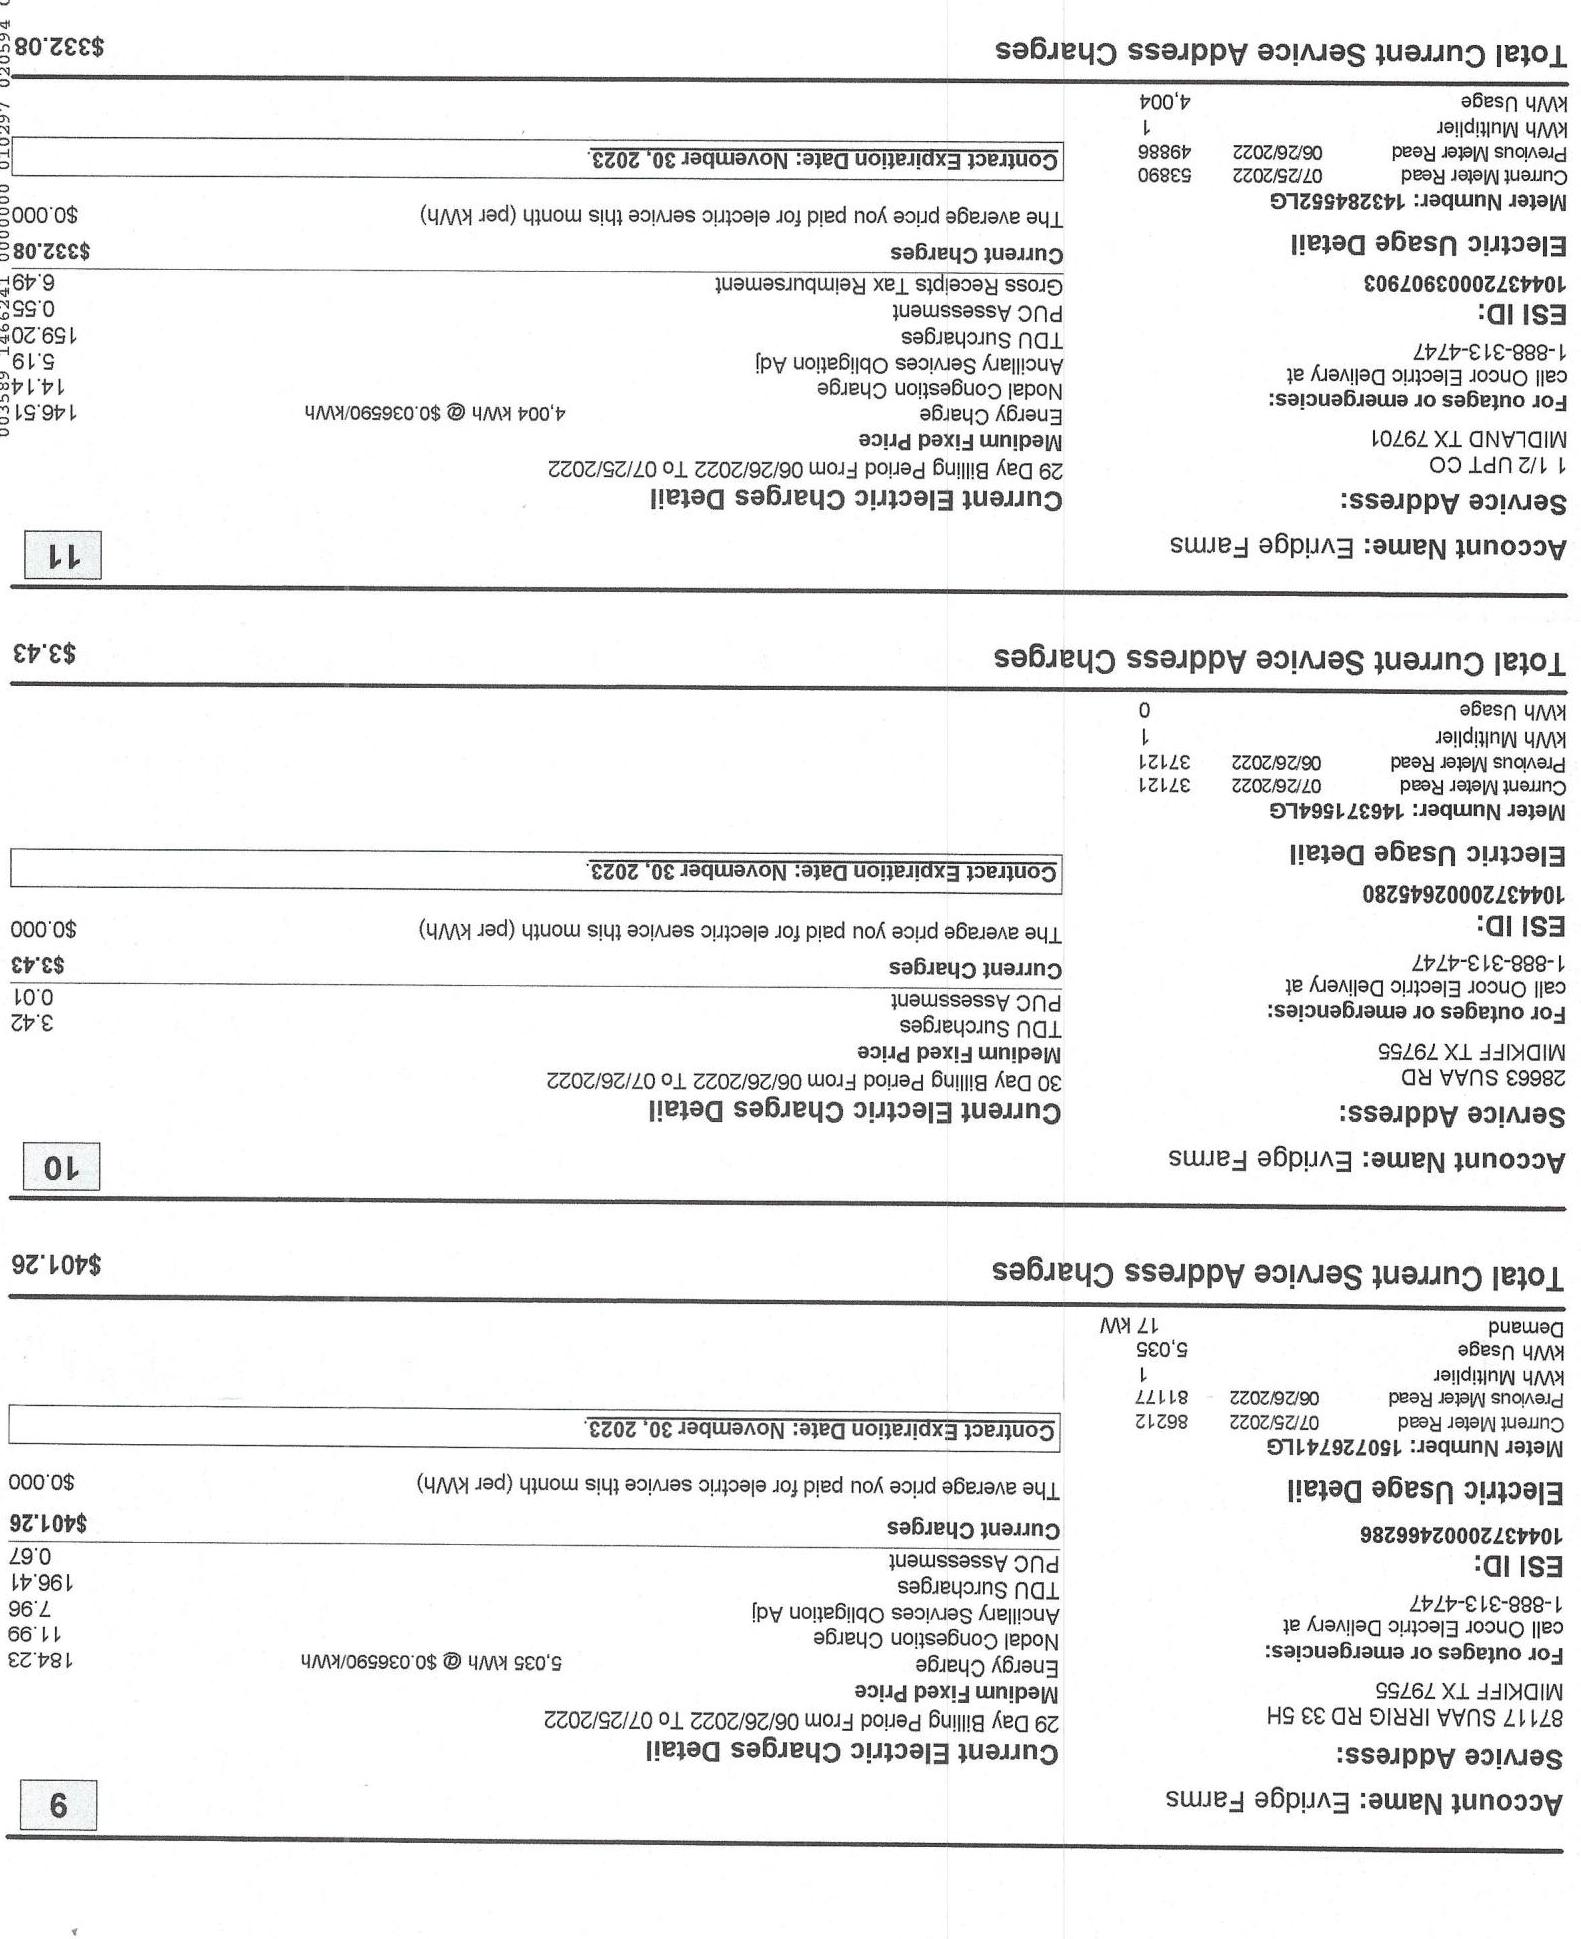 9
Account Name: Evridge Farms
Service Address:
87117 SUAA IRRIG RD 33 5H
MIDKIFF TX 79755
For outages or emergencies:
call Oncor Electric Delivery at
1-888-313-4747
ESI ID:
10443720002466286
Electric Usage Detail
Meter Number: 150726741LG
Current Meter Read 07/25/2022 86212
Previous Meter Read 06/26/2022 81177
kWh Multiplier 1
kWh Usage 5,035
Demand 17 kW
Current Electric Charges Detail
29 Day Billing Period From 06/26/2022 To 07/25/2022
Medium Fixed Price
Energy Charge 5,035 kWh @ $0.036590/kWh 184.23
Nodal Congestion Charge 11.99
Ancillary Services Obligation Adj 7.96
TDU Surcharges 196.41
PUC Assessment 0.67
Current Charges $401.26
The average price you paid for electric service this month (per kWh) $0.000
Contract Expiration Date: November 30, 2023.
Total Current Service Address Charges $401.26
10
Account Name: Evridge Farms
Service Address:
28663 SUAA RD
MIDKIFF TX 79755
For outages or emergencies:
call Oncor Electric Delivery at
1-888-313-4747
ESI ID:
10443720002645280
Electric Usage Detail
Meter Number: 146371564LG
Current Meter Read 07/26/2022 37121
Previous Meter Read 06/26/2022 37121
kWh Multiplier 1
kWh Usage 0
Current Electric Charges Detail
30 Day Billing Period From 06/26/2022 To 07/26/2022
Medium Fixed Price
TDU Surcharges 3.42
PUC Assessment 0.01
Current Charges $3.43
The average price you paid for electric service this month (per kWh) $0.000
Contract Expiration Date: November 30, 2023.
Total Current Service Address Charges $3.43
11
Account Name: Evridge Farms
Service Address:
1 1/2 UPT CO
MIDLAND TX 79701
For outages or emergencies:
call Oncor Electric Delivery at
1-888-313-4747
ESI ID:
10443720003907903
Electric Usage Detail
Meter Number: 143284552LG
Current Meter Read 07/25/2022 53890
Previous Meter Read 06/26/2022 49886
kWh Multiplier 1
kWh Usage 4,004
Current Electric Charges Detail
29 Day Billing Period From 06/26/2022 To 07/25/2022
Medium Fixed Price
Energy Charge 4,004 kWh @ $0.036590/kWh 146.51
Nodal Congestion Charge 14.14
Ancillary Services Obligation Adj 5.19
TDU Surcharges 159.20
PUC Assessment 0.55
Gross Receipts Tax Reimbursement 6.49
Current Charges $332.08
The average price you paid for electric service this month (per kWh) $0.000
Contract Expiration Date: November 30, 2023.
Total Current Service Address Charges $332.08
003589 1466241 0000000 010297 020594